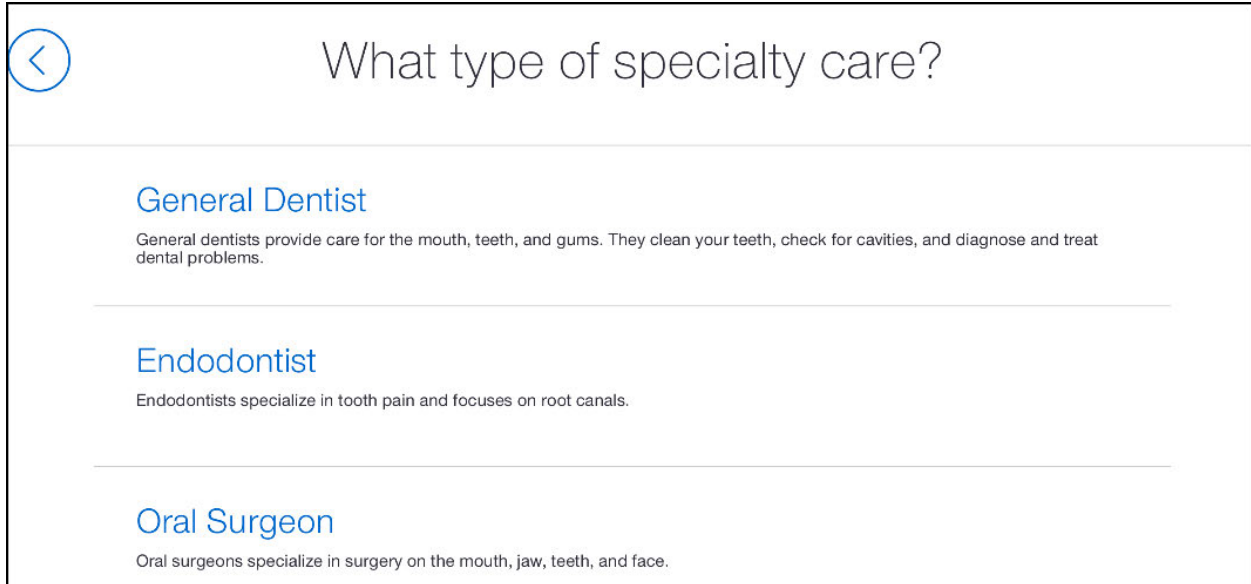 What type of specialty care?
General Dentist
General dentists provide care for the mouth, teeth, and gums. They clean your teeth, check for cavities, and diagnose and treat
dental problems.
Endodontist
Endodontists specialize in tooth pain and focuses on root canals.
Oral Surgeon
Oral surgeons specialize in surgery on the mouth, jaw, teeth, and face.